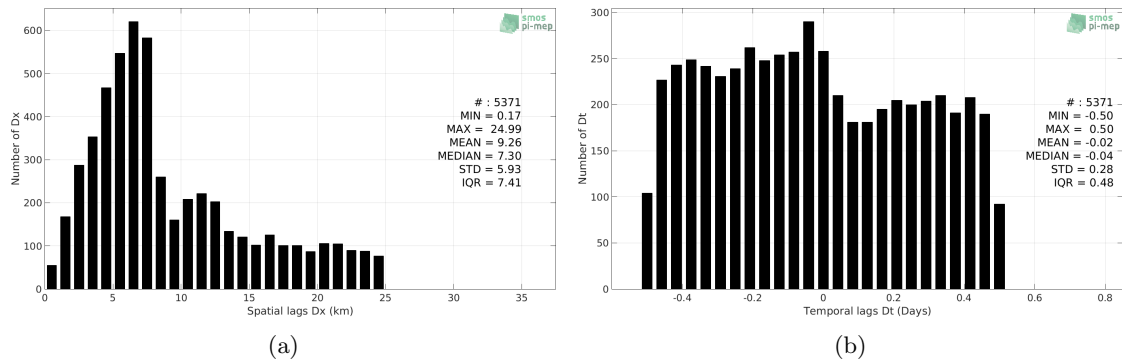 600
500
400
300
200
100
0
Number of Dx
0 5 10 15 20 25 30 35
Spatial lags Dx (km)
smos
pi-mep
# : 5371
MIN = 0.17
MAX = 24.99
MEAN = 9.26
MEDIAN = 7.30
STD = 5.93
IQR = 7.41
(a)
300
250
200
150
100
50
0
Number of Dt
-0.4 -0.2 0 0.2 0.4 0.6 0.8
Temporal lags Dt (Days)
smos
pi-mep
# : 5371
MIN = -0.50
MAX = 0.50
MEAN = -0.02
MEDIAN = -0.04
STD = 0.28
IQR = 0.48
(b)